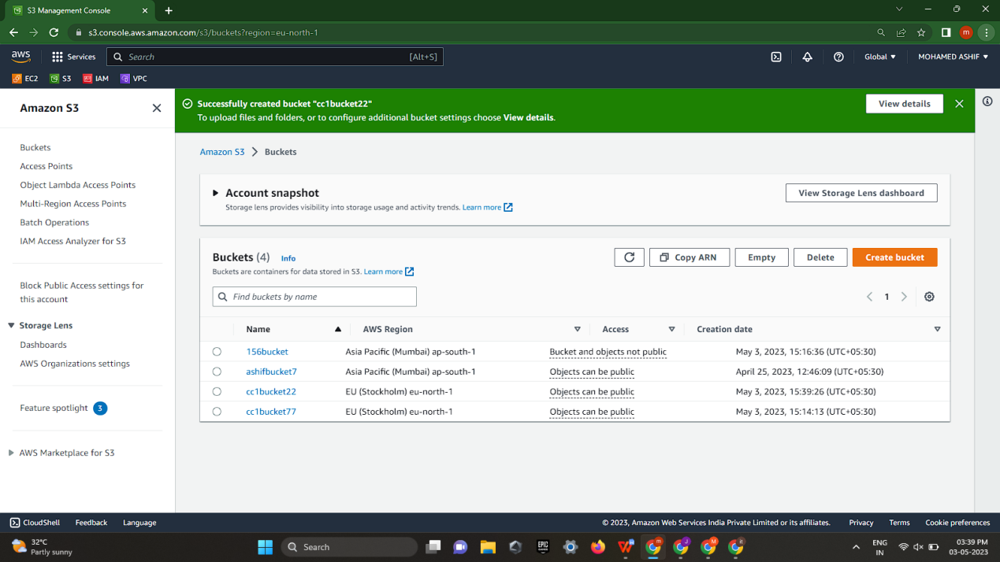 S3 Management Console
s3.console.aws.amazon.com/s3/buckets?region=eu-north-1
m
aws
Services
Search
[Alt+S]
Global
MOHAMED ASHIF
EC2
S3
IAM
VPC
Amazon S3
Buckets
Access Points
Object Lambda Access Points
Multi-Region Access Points
Batch Operations
IAM Access Analyzer for S3
Block Public Access settings for
this account
Storage Lens
Dashboards
AWS Organizations settings
Feature spotlight 3
AWS Marketplace for S3
Successfully created bucket "cc1bucket22"
To upload files and folders, or to configure additional bucket settings choose View details.
View details
Amazon S3 > Buckets
Account snapshot
Storage lens provides visibility into storage usage and activity trends. Learn more
View Storage Lens dashboard
Buckets (4) Info
Buckets are containers for data stored in S3. Learn more
Copy ARN
Empty
Delete
Create bucket
Find buckets by name
1
Name AWS Region Access Creation date
156bucket Asia Pacific (Mumbai) ap-south-1 Bucket and objects not public May 3, 2023, 15:16:36 (UTC+05:30)
ashifbucket7 Asia Pacific (Mumbai) ap-south-1 Objects can be public April 25, 2023, 12:46:09 (UTC+05:30)
cc1bucket22 EU (Stockholm) eu-north-1 Objects can be public May 3, 2023, 15:39:26 (UTC+05:30)
cc1bucket77 EU (Stockholm) eu-north-1 Objects can be public May 3, 2023, 15:14:13 (UTC+05:30)
CloudShell
Feedback
Language
© 2023, Amazon Web Services India Private Limited or its affiliates.
Privacy
Terms
Cookie preferences
32°C
Partly sunny
Search
EPIC
ENG
IN
03:39 PM
03-05-2023